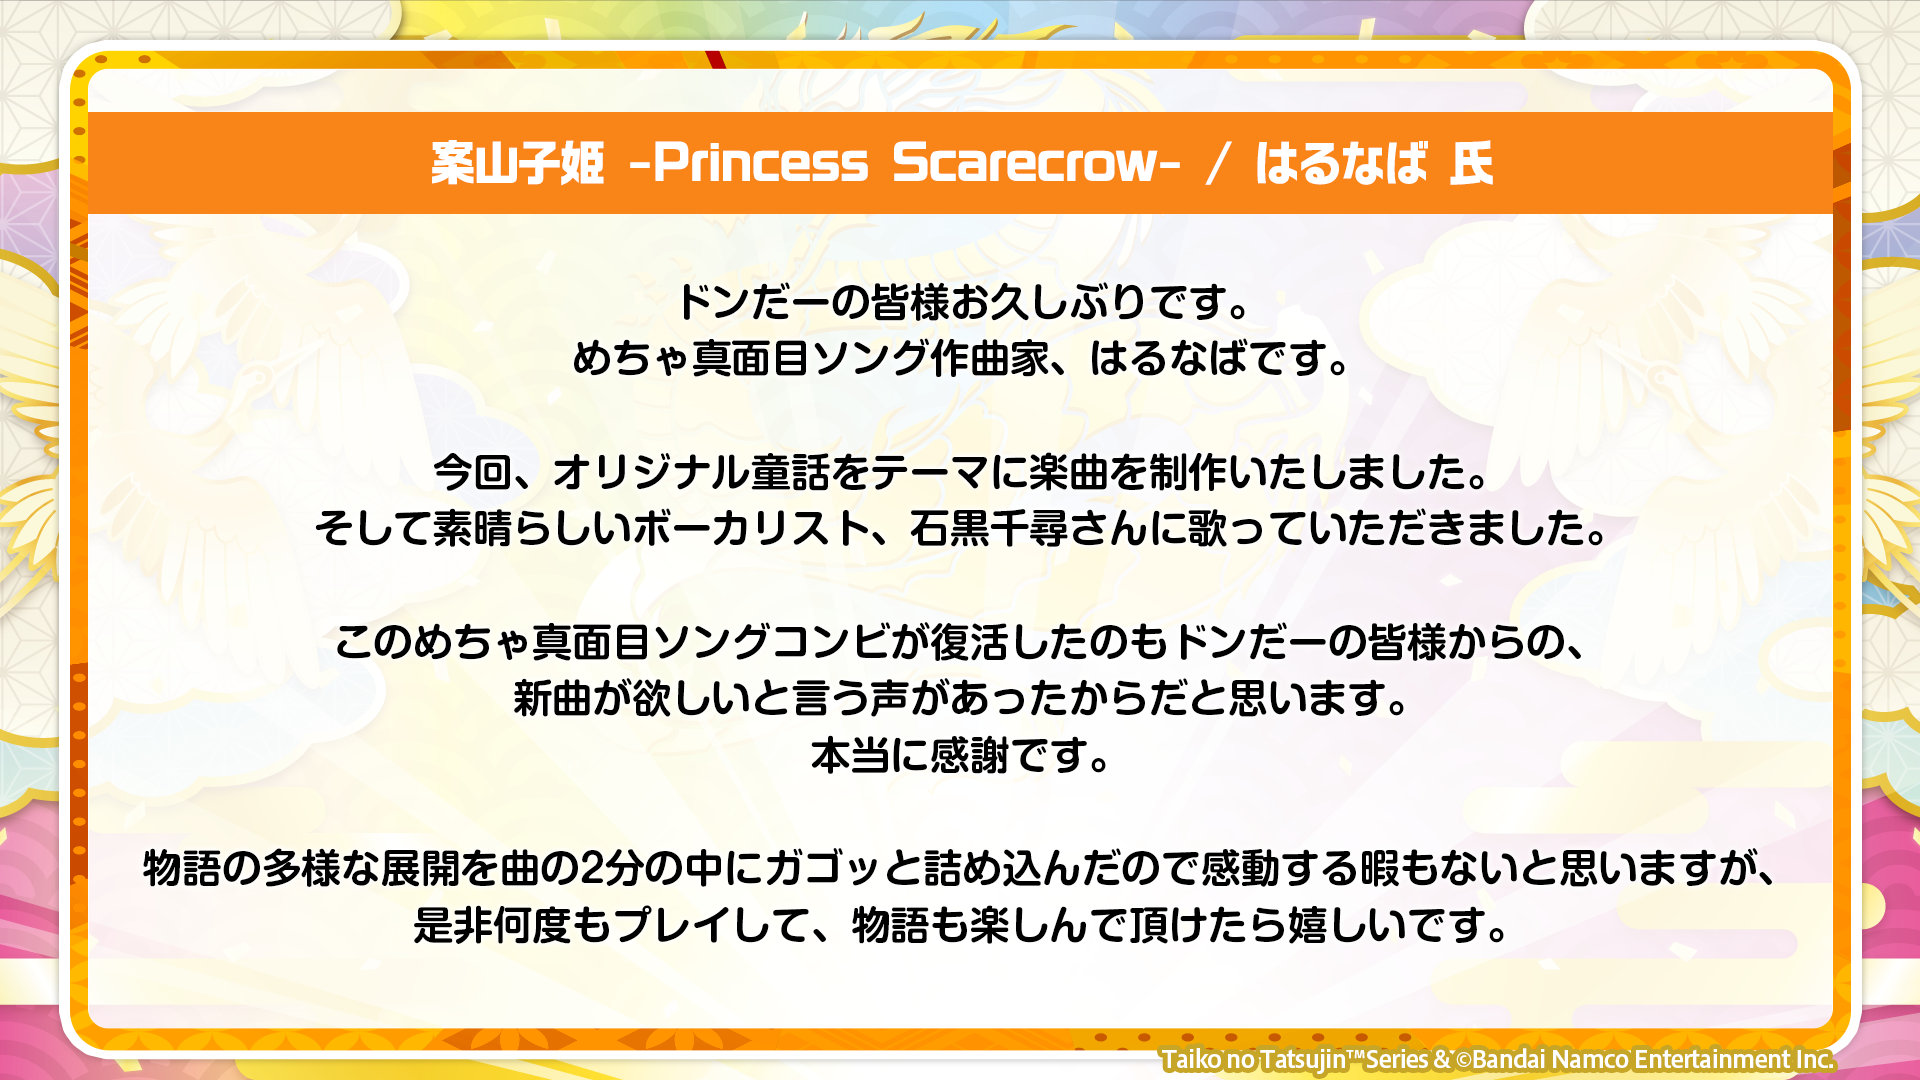 案山子姫 -Princess Scarecrow- / はるなば 氏
ドンだーの皆様お久しぶりです。
めちゃ真面目ソング作曲家、はるなばです。
今回、オリジナル童話をテーマに楽曲を制作いたしました。
そして素晴らしいボーカリスト、石黒千尋さんに歌っていただきました。
このめちゃ真面目ソングコンビが復活したのもドンだーの皆様からの、
新曲が欲しいと言う声があったからだと思います。
本当に感謝です。
物語の多様な展開を曲の2分の中にガゴッと詰め込んだので感動する暇もないと思いますが、
是非何度もプレイして、物語も楽しんで頂けたら嬉しいです。
Taiko no Tatsujin™Series & ©Bandai Namco Entertainment Inc.